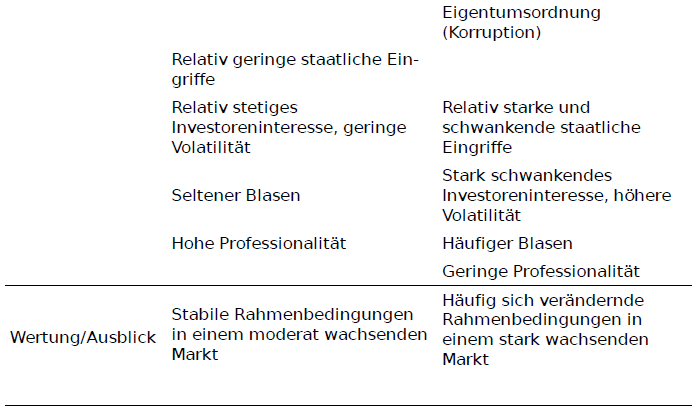 Eigentumsordnung
(Korruption)
Relativ geringe staatliche Ein-
griffe
Relativ stetiges
Investoreninteresse, geringe
Volatilität
Relativ starke und
schwankende staatliche
Eingriffe
Seltener Blasen
Stark schwankendes
Investoreninteresse, höhere
Volatilität
Hohe Professionalität
Häufiger Blasen
Geringe Professionalität
Wertung/Ausblick
Stabile Rahmenbedingungen
in einem moderat wachsenden
Markt
Häufig sich verändernde
Rahmenbedingungen in
einem stark wachsenden
Markt